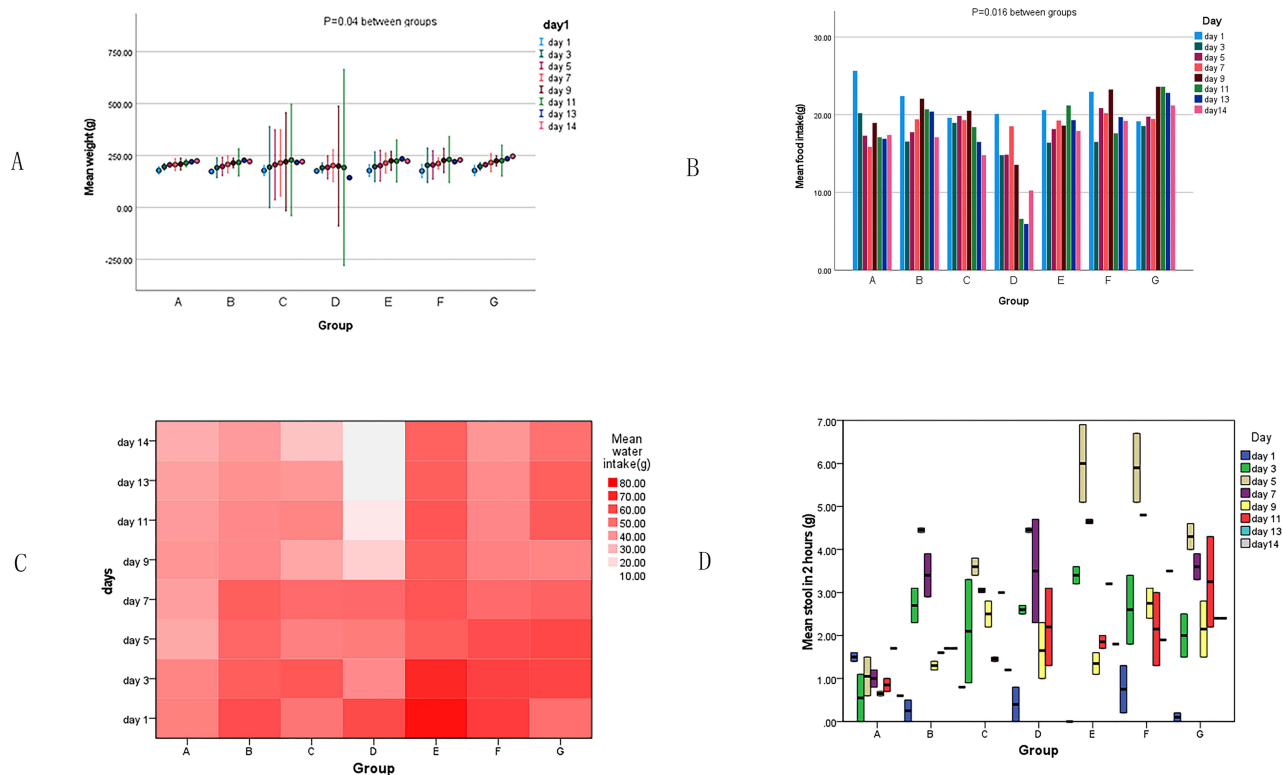 A
P=0.04 between groups
Mean weight(g)
750.00
500.00
250.00
0.00
-250.00
A B C D E F G
Group
day1
day 1
day 3
day 5
day 7
day 9
day 11
day 13
day 14
B
P=0.016 between groups
Mean food intake(g)
30.00
20.00
10.00
0.00
A B C D E F G
Group
Day
day 1
day 3
day 5
day 7
day 9
day 11
day 13
day14
C
days
day 14
day 13
day 11
day 9
day 7
day 5
day 3
day 1
A B C D E F G
Group
Mean
water
intake(g)
80.00
70.00
60.00
50.00
40.00
30.00
20.00
10.00
D
Mean stool in 2 hours (g)
7.00
6.00
5.00
4.00
3.00
2.00
1.00
.00
A B C D E F G
Group
Day
day 1
day 3
day 5
day 7
day 9
day 11
day 13
day14